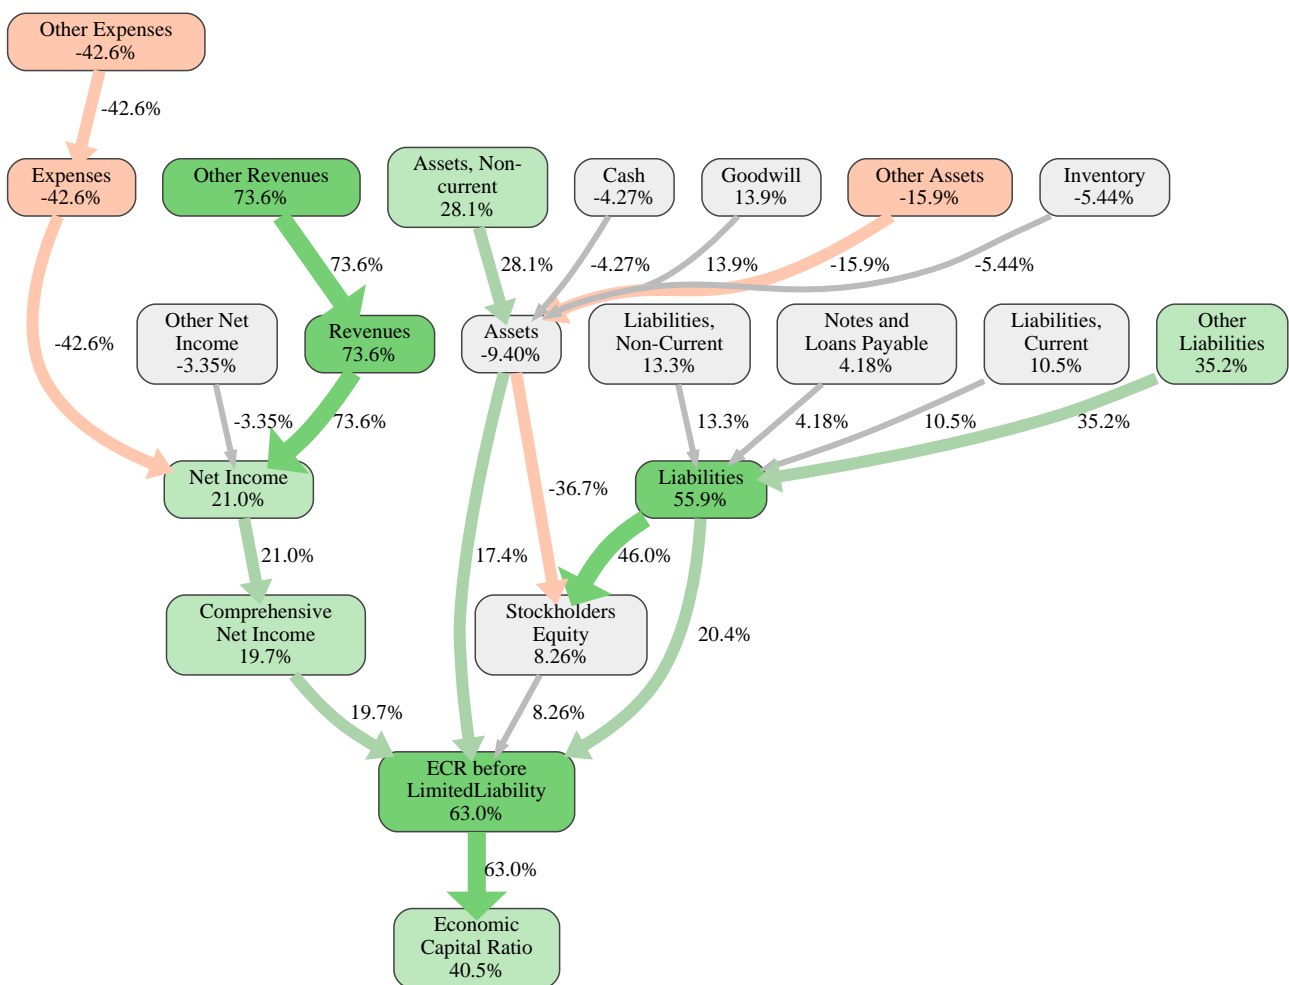 Other Expenses
-42.6%
-42.6%
Expenses
-42.6%
Other Revenues
73.6%
Assets, Non-
current
28.1%
Cash
-4.27%
Goodwill
13.9%
Other Assets
-15.9%
Inventory
-5.44%
73.6%
28.1%
-4.27%
13.9%
-15.9%
-5.44%
-42.6%
Other Net
Income
-3.35%
Revenues
73.6%
Assets
-9.40%
Liabilities,
Non-Current
13.3%
Notes and
Loans Payable
4.18%
Liabilities,
Current
10.5%
Other
Liabilities
35.2%
-3.35%
73.6%
13.3%
4.18%
10.5%
35.2%
Net Income
21.0%
-36.7%
Liabilities
55.9%
21.0%
17.4%
46.0%
Comprehensive
Net Income
19.7%
Stockholders
Equity
8.26%
20.4%
19.7%
8.26%
ECR before
LimitedLiability
63.0%
63.0%
Economic
Capital Ratio
40.5%